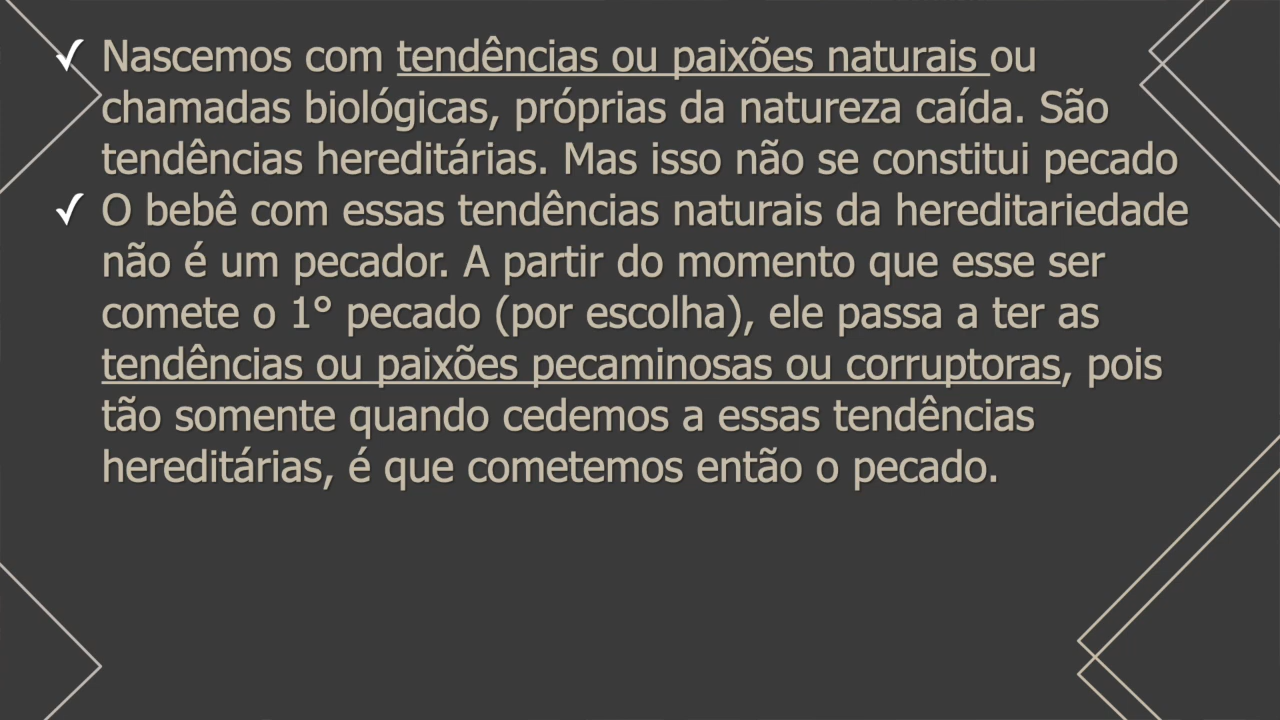 ✓ Nascemos com tendências ou paixões naturais ou
chamadas biológicas, próprias da natureza caída. São
tendências hereditárias. Mas isso não se constitui pecado
✓ O bebê com essas tendências naturais da hereditariedade
não é um pecador. A partir do momento que esse ser
comete o 1° pecado (por escolha), ele passa a ter as
tendências ou paixões pecaminosas ou corruptoras, pois
tão somente quando cedemos a essas tendências
hereditárias, é que cometemos então o pecado.